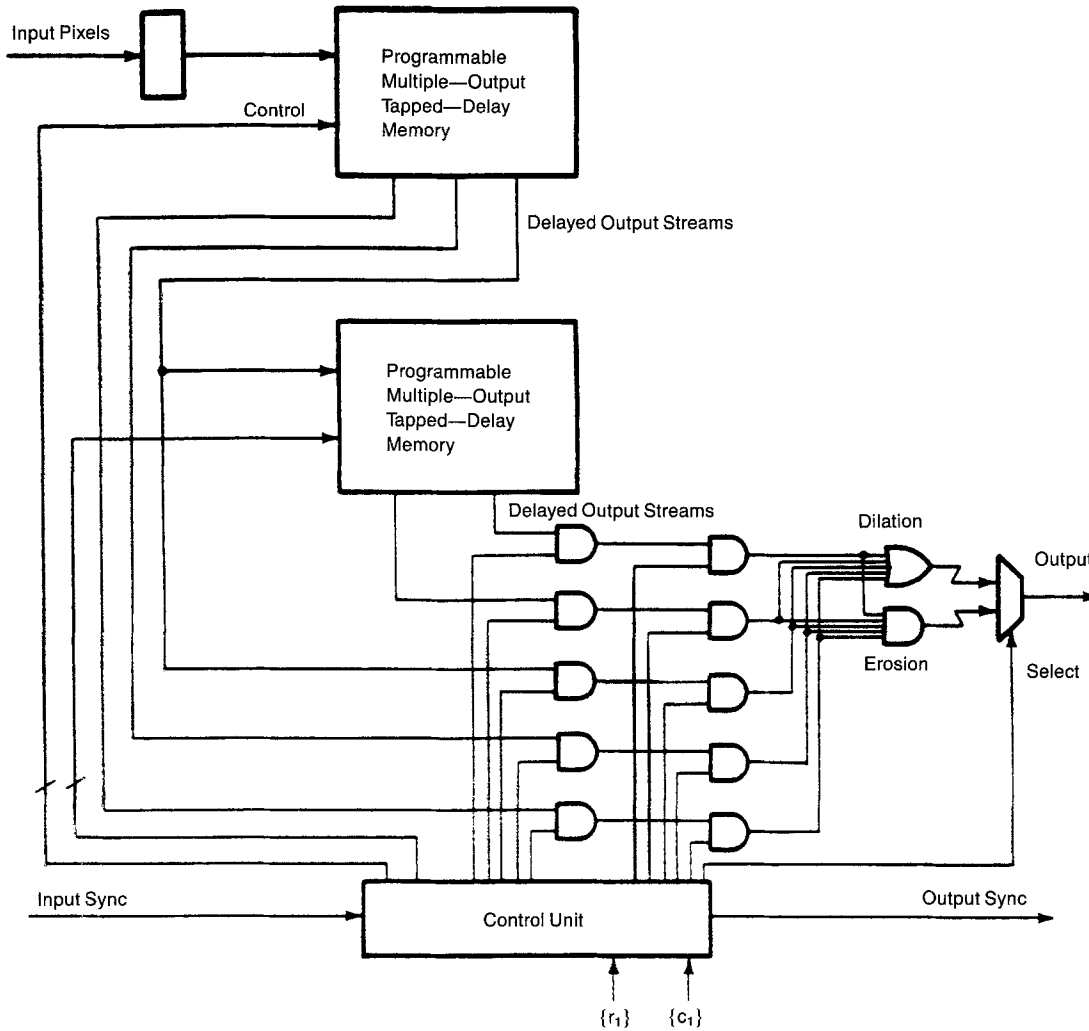 Input Pixels
Programmable
Multiple—Output
Tapped—Delay
Memory
Control
Delayed Output Streams
Programmable
Multiple—Output
Tapped—Delay
Memory
Delayed Output Streams
Dilation
Output
Erosion
Select
Input Sync
Control Unit
Output Sync
{r₁}
{c₁}